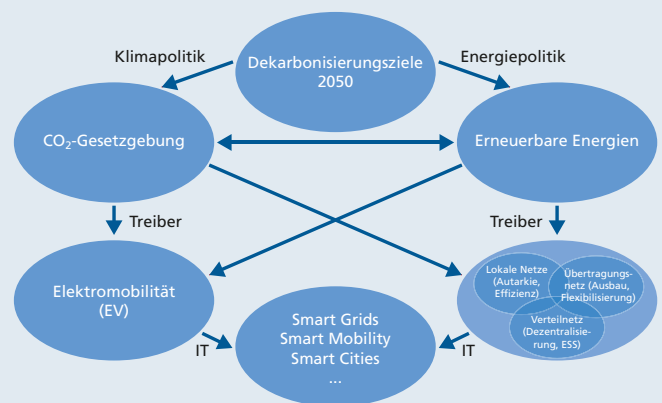 Klimapolitik
Dekarbonisierungsziele
2050
Energiepolitik
CO₂-Gesetzgebung
Erneuerbare Energien
Treiber
Treiber
Elektromobilität
(EV)
Lokale Netze
(Autarkie,
Effizienz)
Übertragungs-
netz (Ausbau,
Flexibilisierung)
Verteilnetz
(Dezentralisie-
rung, ESS)
IT
Smart Grids
Smart Mobility
Smart Cities
...
IT